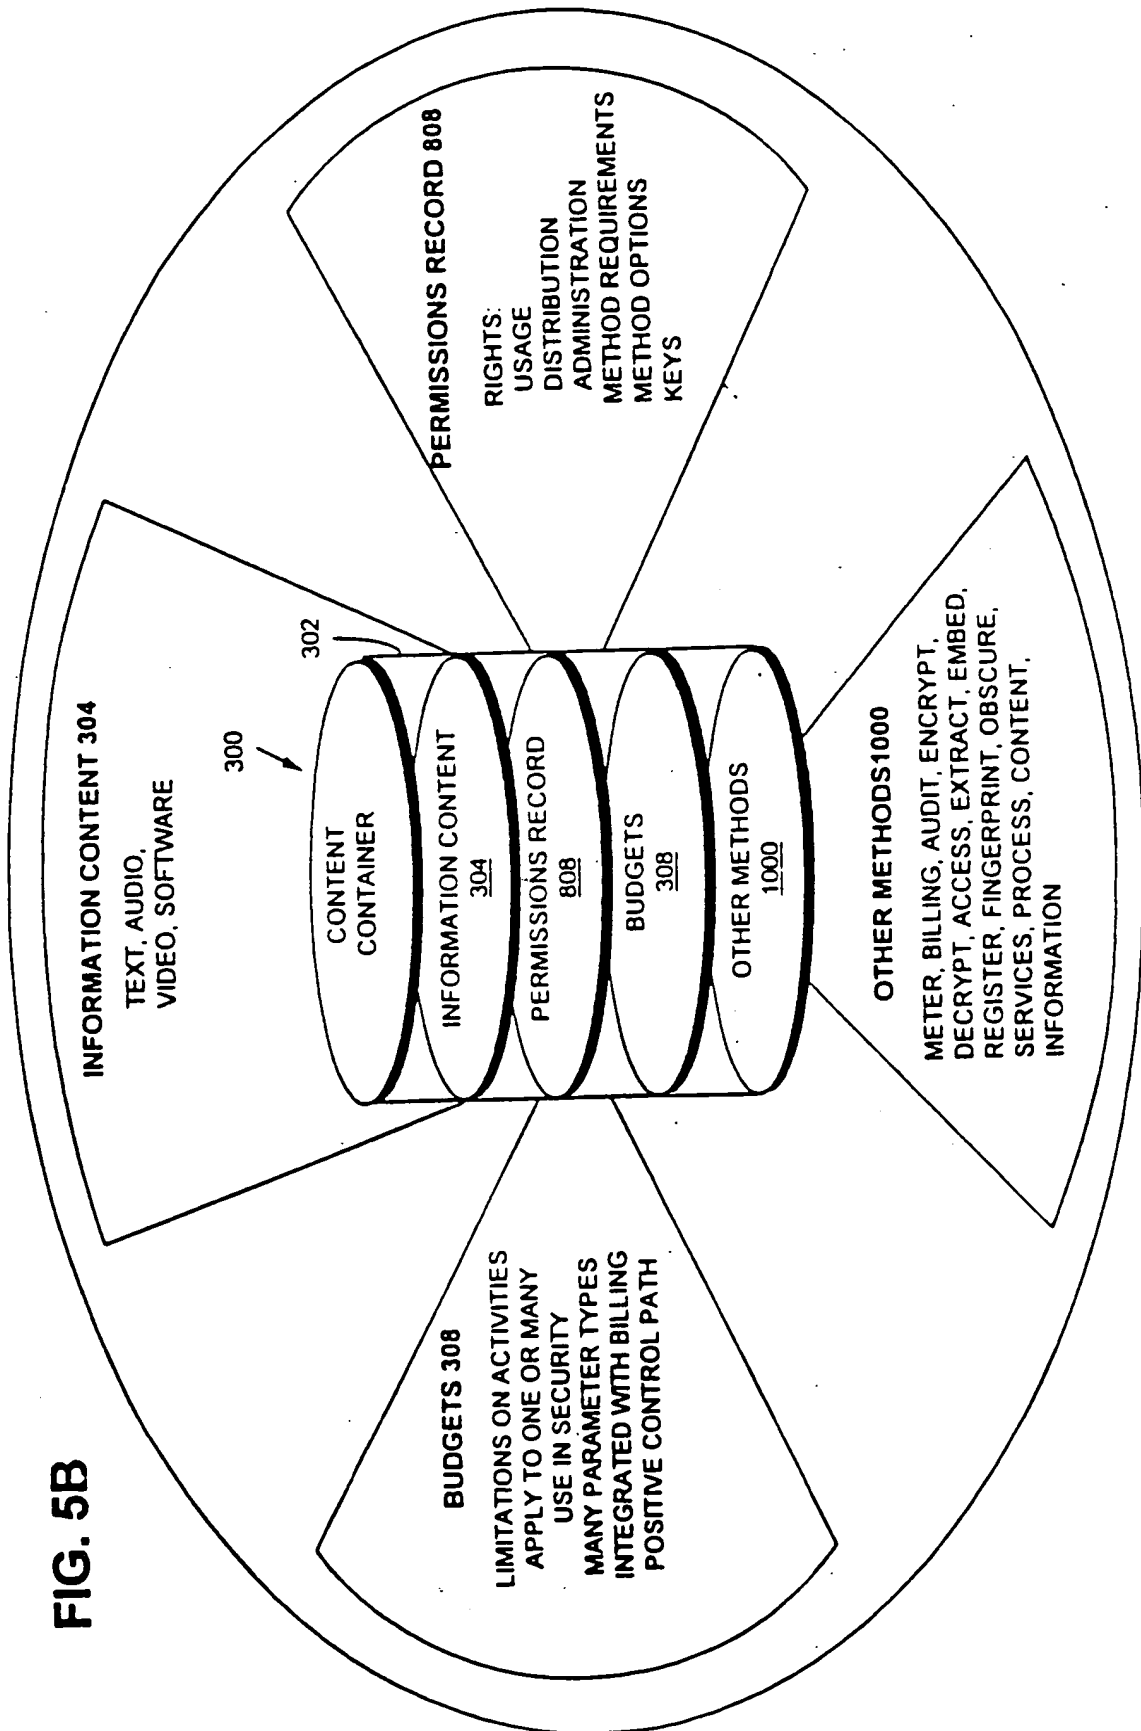 FIG. 5B
INFORMATION CONTENT 304
TEXT, AUDIO,
VIDEO, SOFTWARE
300
302
CONTENT
CONTAINER
INFORMATION CONTENT
304
PERMISSIONS RECORD
808
BUDGETS
308
OTHER METHODS
1000
BUDGETS 308
LIMITATIONS ON ACTIVITIES
APPLY TO ONE OR MANY
USE IN SECURITY
MANY PARAMETER TYPES
INTEGRATED WITH BILLING
POSITIVE CONTROL PATH
PERMISSIONS RECORD 808
RIGHTS:
USAGE
DISTRIBUTION
ADMINISTRATION
METHOD REQUIREMENTS
METHOD OPTIONS
KEYS
OTHER METHODS1000
METER, BILLING, AUDIT, ENCRYPT,
DECRYPT, ACCESS, EXTRACT, EMBED,
REGISTER, FINGERPRINT, OBSCURE,
SERVICES, PROCESS, CONTENT,
INFORMATION